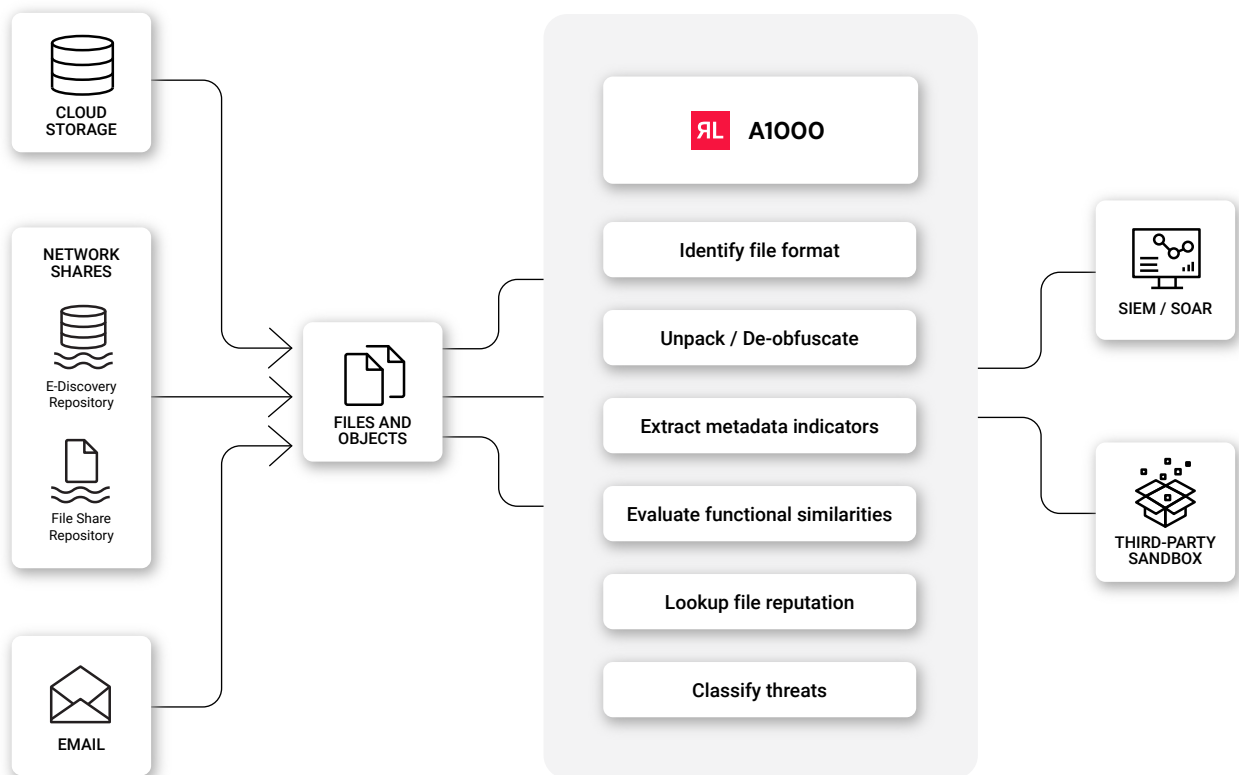 CLOUD
STORAGE
NETWORK
SHARES
E-Discovery
Repository
File Share
Repository
EMAIL
FILES AND
OBJECTS
ЯL A1000
Identify file format
Unpack / De-obfuscate
Extract metadata indicators
Evaluate functional similarities
Lookup file reputation
Classify threats
SIEM / SOAR
THIRD-PARTY
SANDBOX